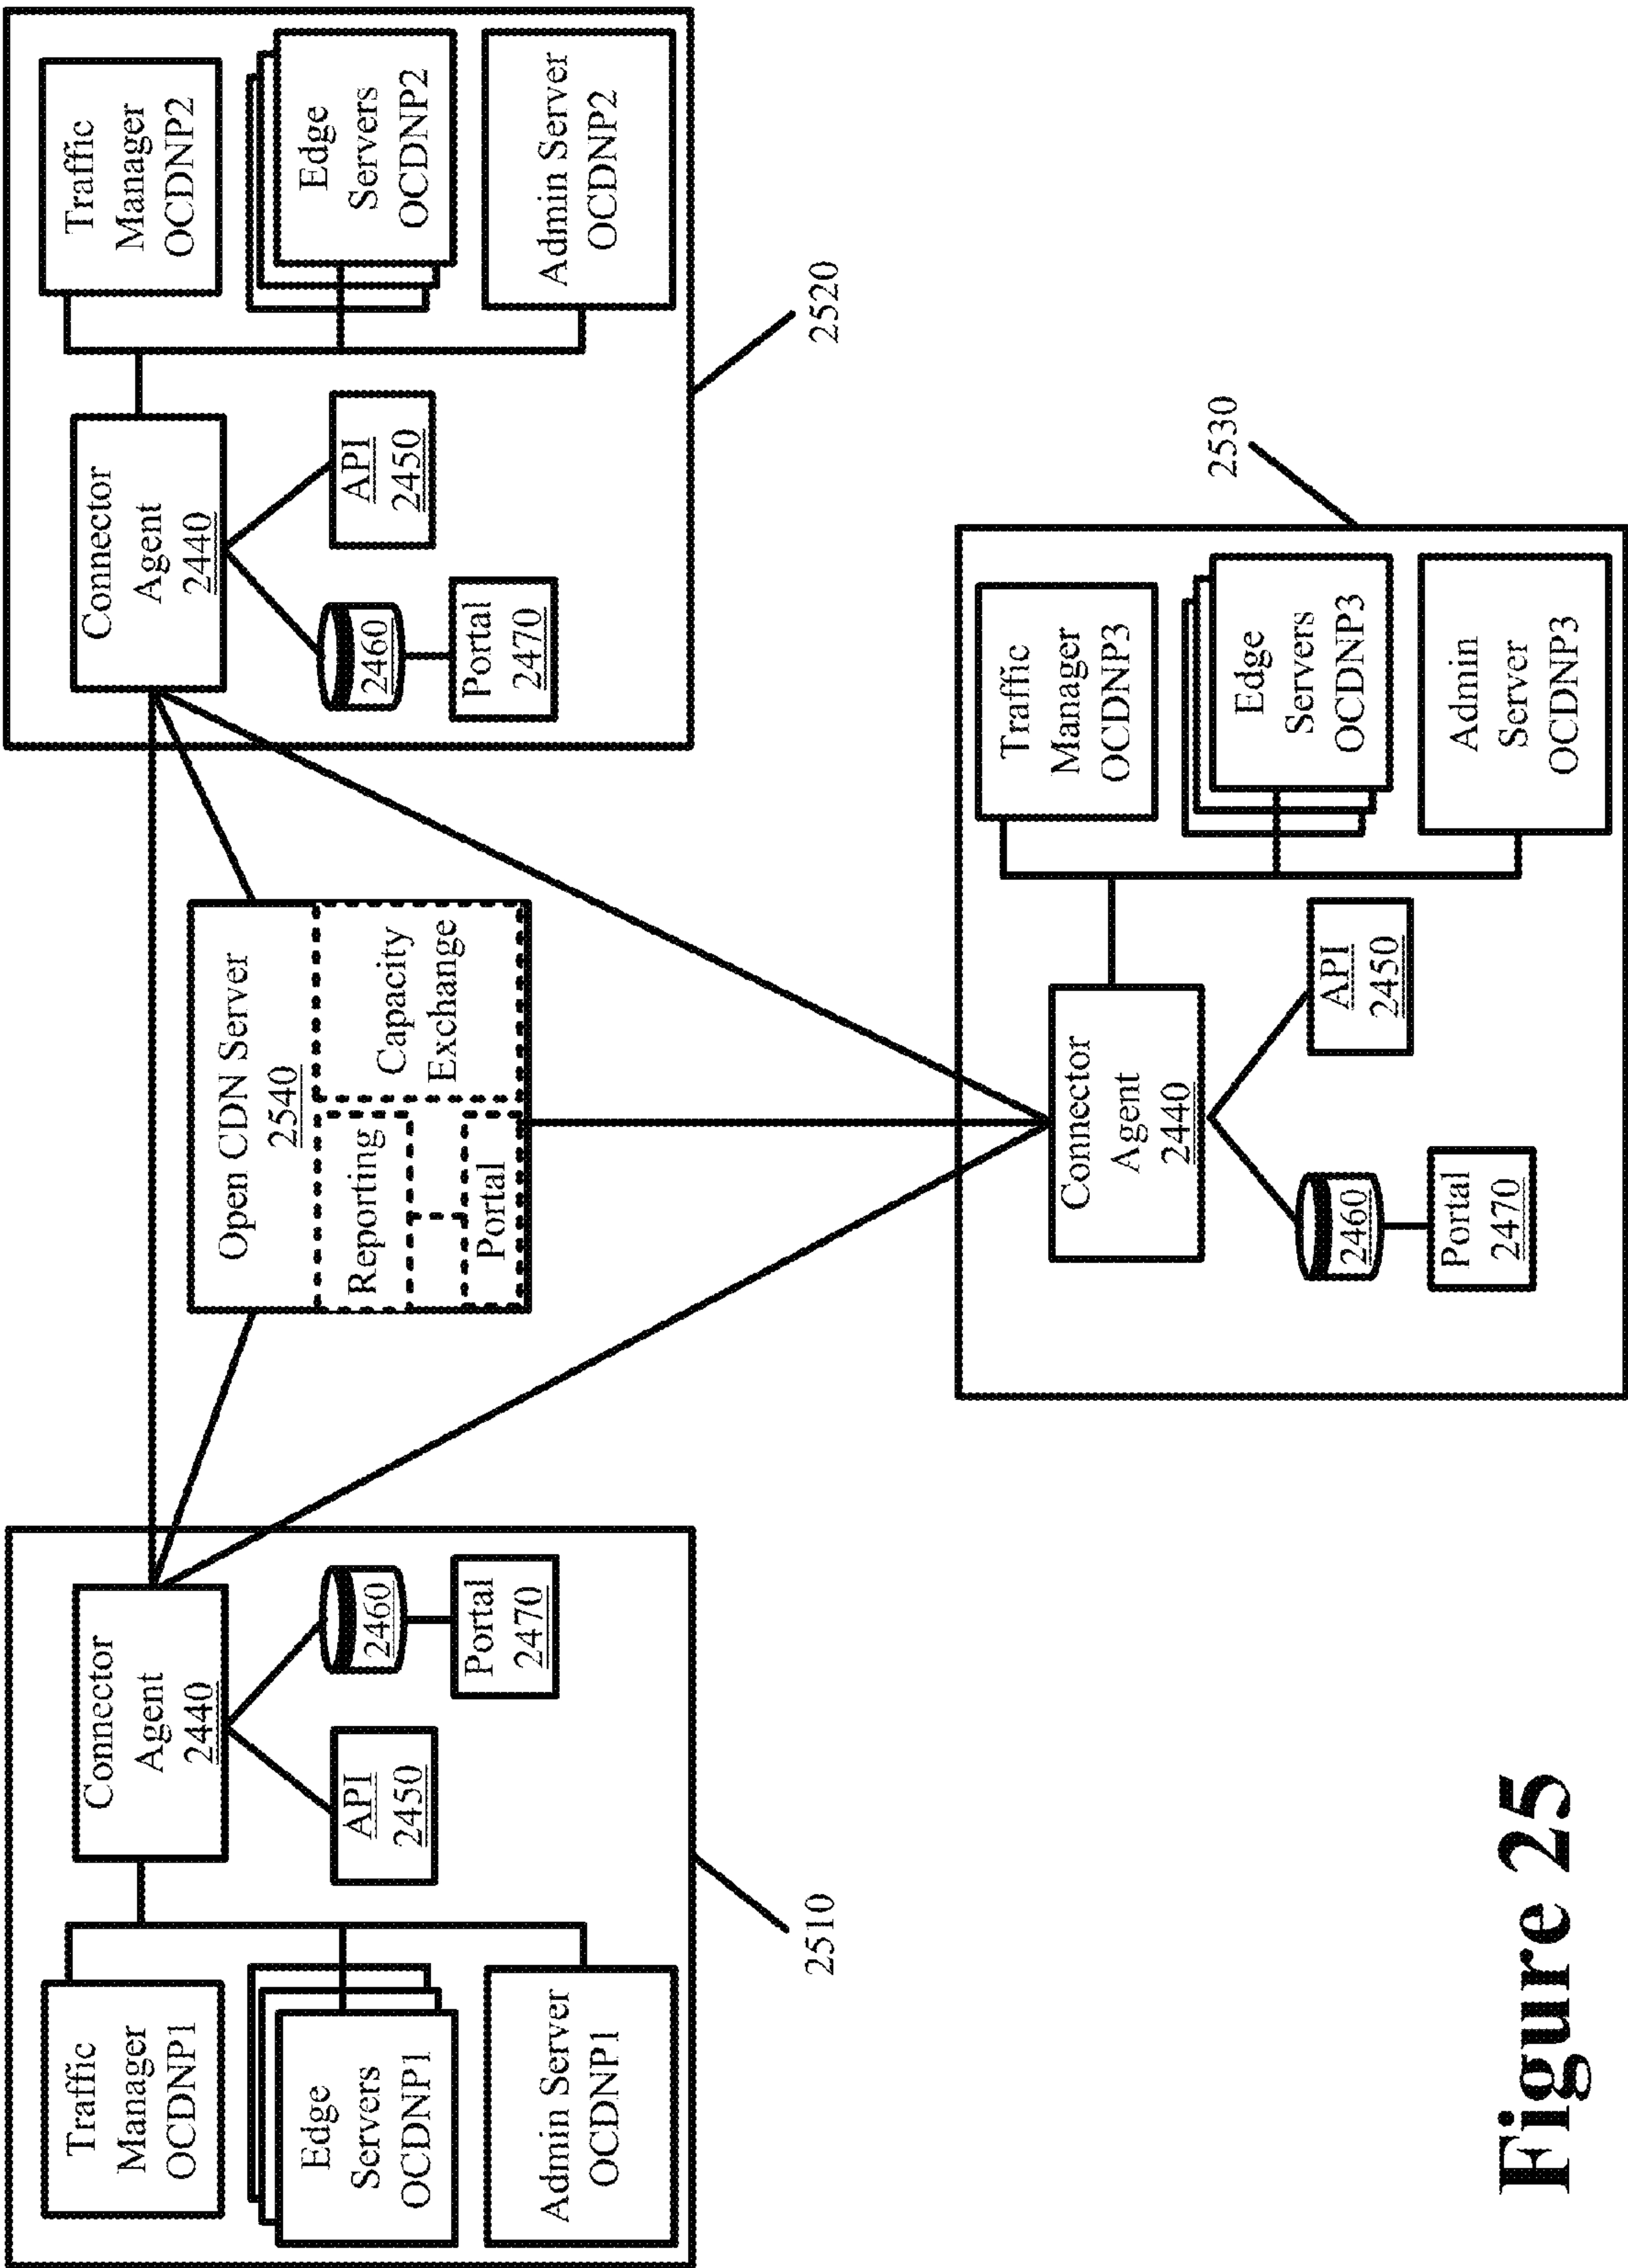 Traffic
Manager
OCDNP1
Edge
Servers
OCDNP1
Admin Server
OCDNP1
Connector
Agent
2440
API
2450
2460
Portal
2470
2510
Open CDN Server
2540
Reporting
Capacity
Exchange
Portal
Connector
Agent
2440
2460
API
2450
Portal
2470
Traffic
Manager
OCDNP2
Edge
Servers
OCDNP2
Admin Server
OCDNP2
2520
Connector
Agent
2440
2460
API
2450
Portal
2470
Traffic
Manager
OCDNP3
Edge
Servers
OCDNP3
Admin
Server
OCDNP3
2530
Figure 25